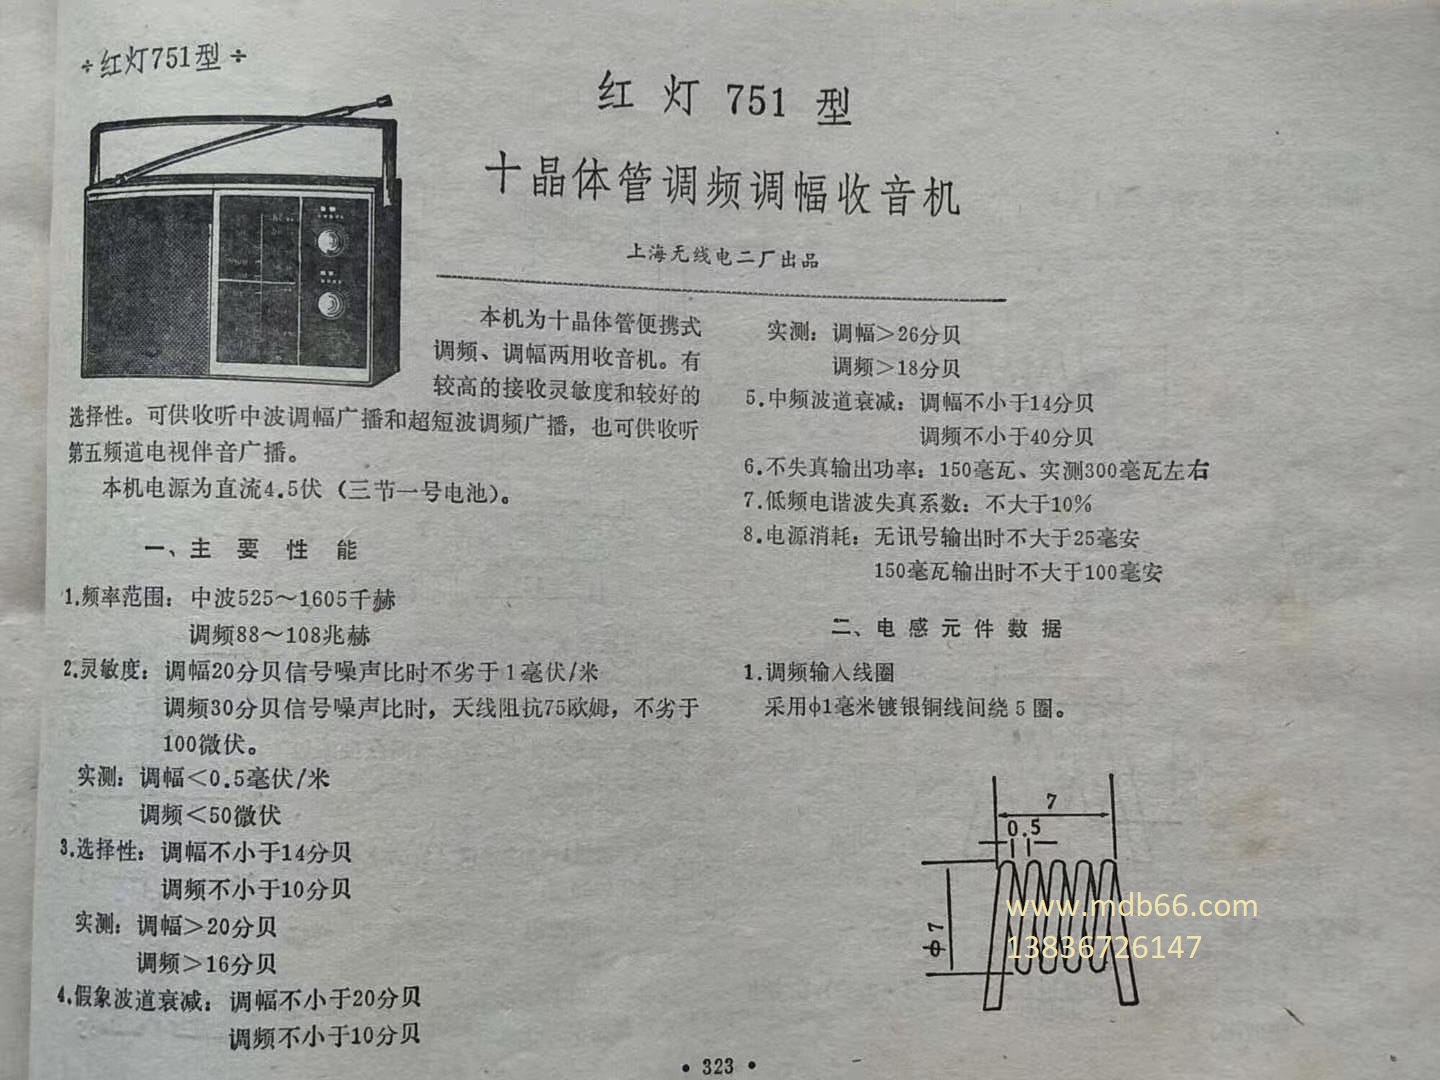 ÷红灯751型÷
红灯 751 型
十晶体管调频调幅收音机
上海无线电二厂出品
本机为十晶体管便携式
调频、调幅两用收音机。有
较高的接收灵敏度和较好的
选择性。可供收听中波调幅广播和超短波调频广播，也可供收听
第五频道电视伴音广播。
本机电源为直流4.5伏（三节一号电池）。
一、主要性能
1.频率范围：中波525～1605千赫
调频88～108兆赫
2.灵敏度：调幅20分贝信号噪声比时不劣于1毫伏/米
调频30分贝信号噪声比时，天线阻抗75欧姆，不劣于
100微伏。
实测：调幅＜0.5毫伏/米
调频＜50微伏
3.选择性：调幅不小于14分贝
调频不小于10分贝
实测：调幅＞20分贝
调频＞16分贝
4.假象波道衰减：调幅不小于20分贝
调频不小于10分贝
实测：调幅＞26分贝
调频＞18分贝
5.中频波道衰减：调幅不小于14分贝
调频不小于40分贝
6.不失真输出功率：150毫瓦、实测300毫瓦左右
7.低频电谐波失真系数：不大于10%
8.电源消耗：无讯号输出时不大于25毫安
150毫瓦输出时不大于100毫安
二、电感元件数据
1.调频输入线圈
采用φ1毫米镀银铜线间绕5圈。
7
0.5
φ7
www.mdb66.com
13836726147
• 323 •